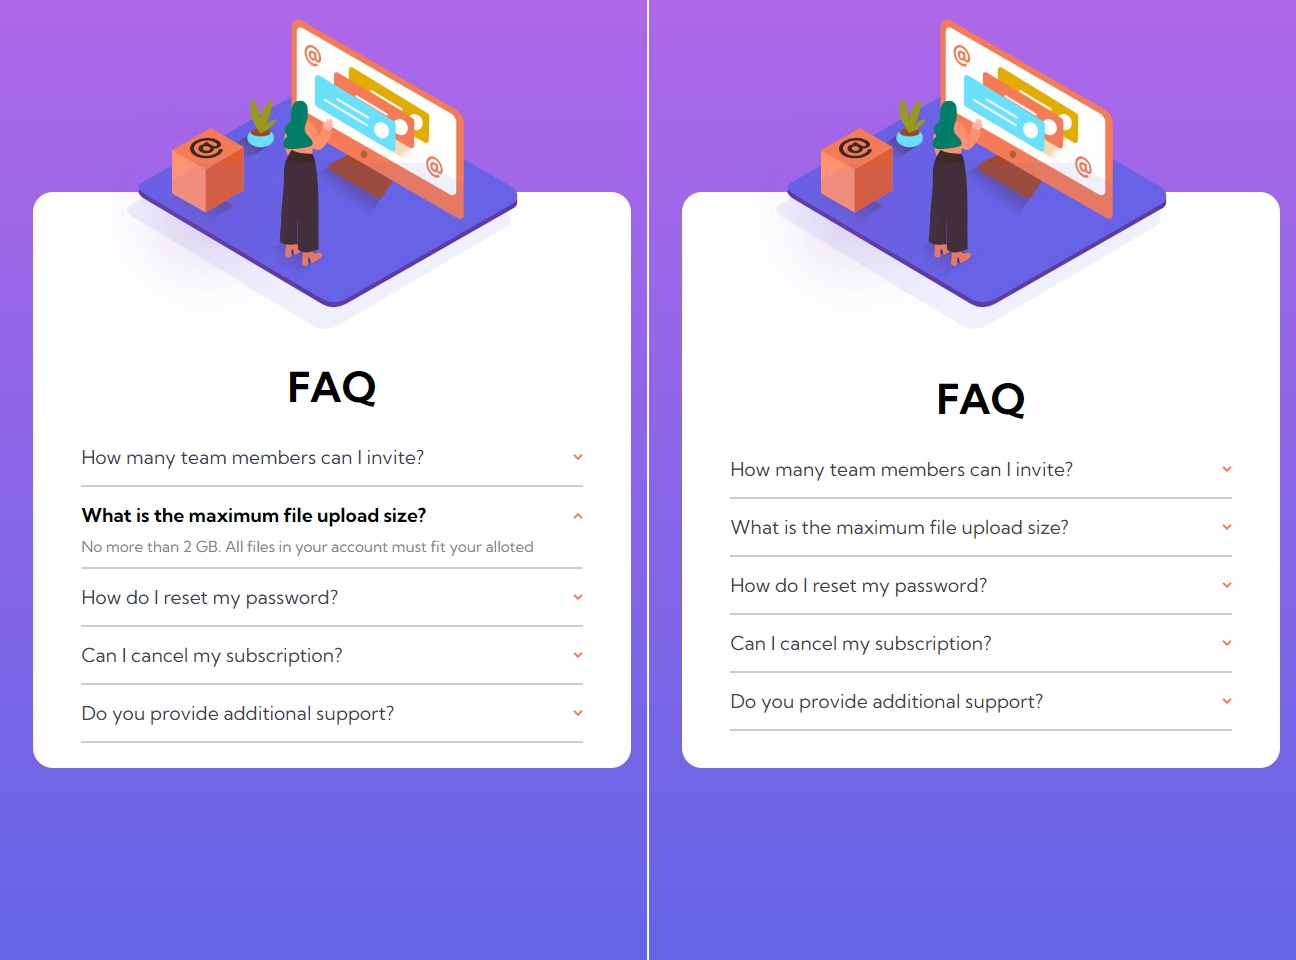 FAQ
How many team members can I invite?
What is the maximum file upload size?
No more than 2 GB. All files in your account must fit your alloted
How do I reset my password?
Can I cancel my subscription?
Do you provide additional support?
FAQ
How many team members can I invite?
What is the maximum file upload size?
How do I reset my password?
Can I cancel my subscription?
Do you provide additional support?